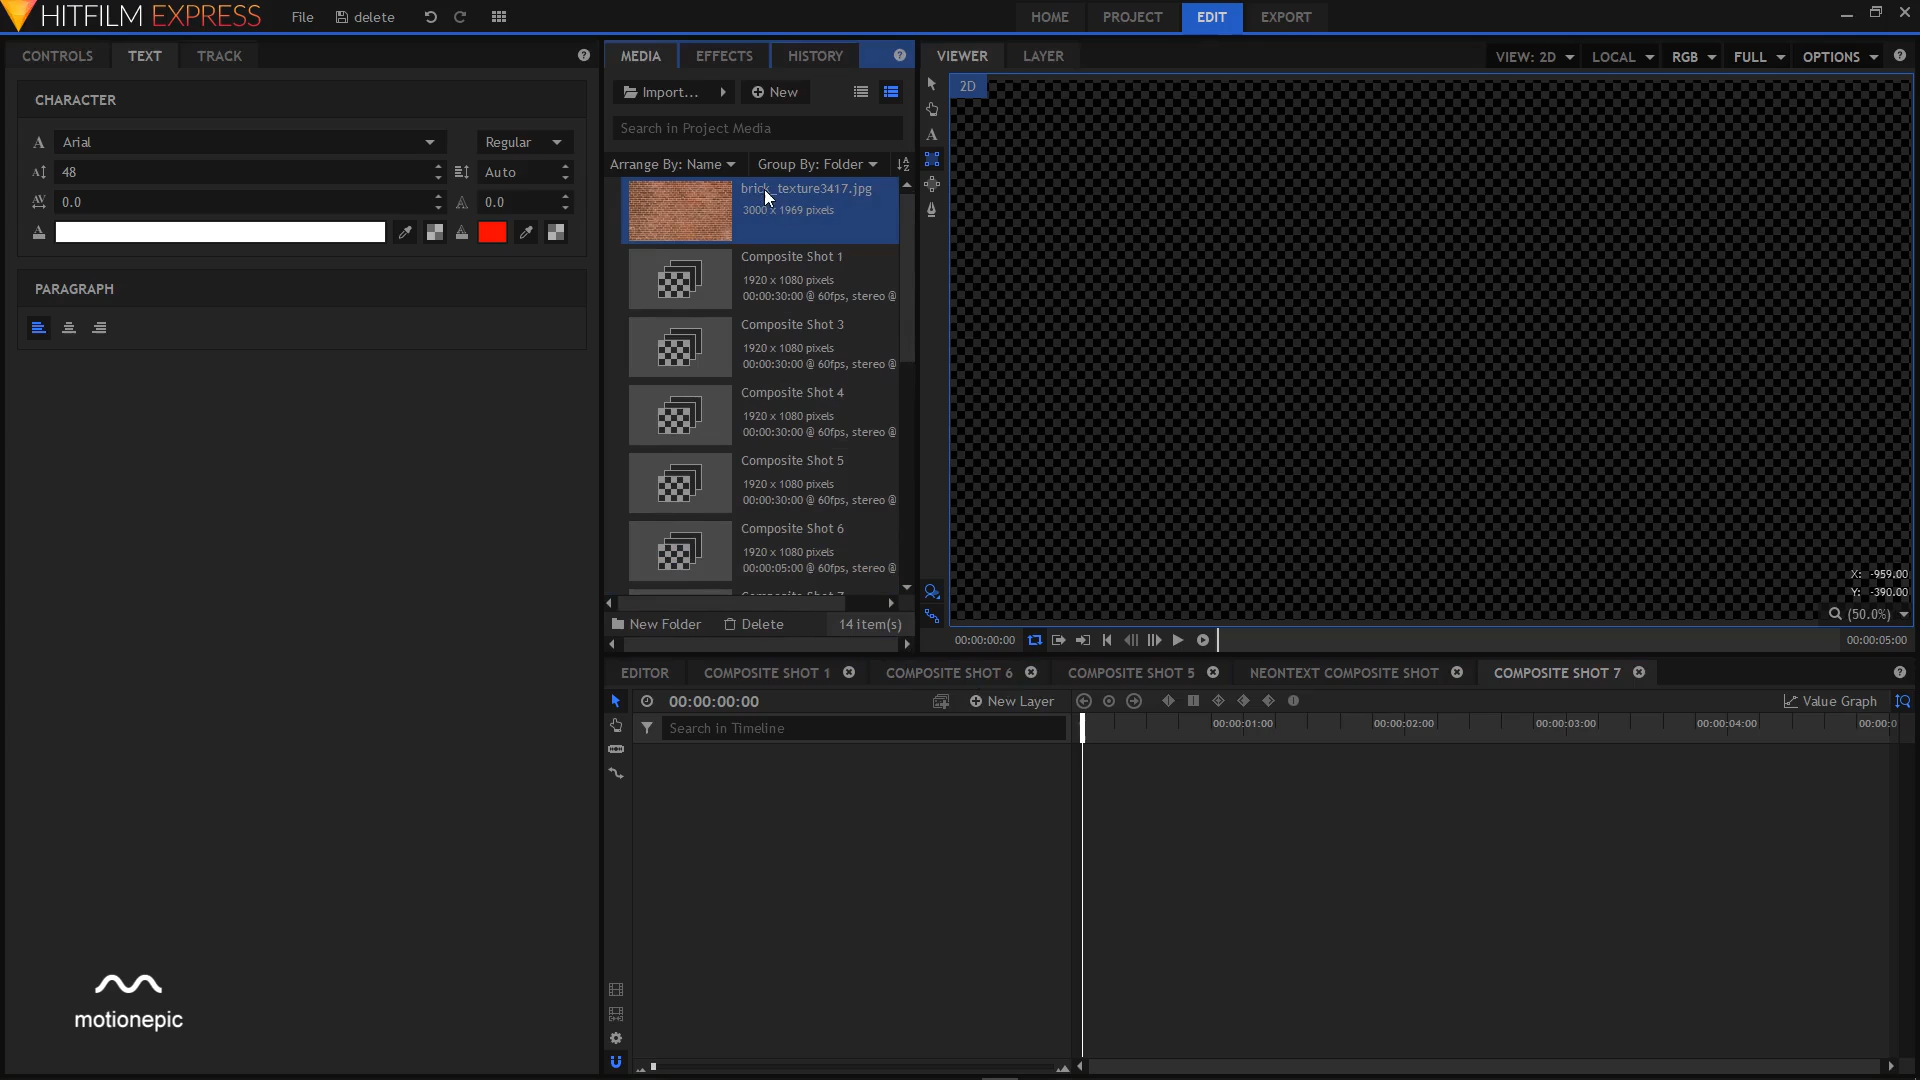 HITFILM EXPRESS
File
delete
HOME
PROJECT
EDIT
EXPORT
CONTROLS
TEXT
TRACK
CHARACTER
A Arial
Regular
48
Auto
0.0
0.0
PARAGRAPH
motionepic
MEDIA
EFFECTS
HISTORY
Import...
New
Search in Project Media
Arrange By: Name
Group By: Folder
brick_texture3417.jpg
3000 x 1969 pixels
Composite Shot 1
1920 x 1080 pixels
00:00:30:00 @ 60fps, stereo @
Composite Shot 3
1920 x 1080 pixels
00:00:30:00 @ 60fps, stereo @
Composite Shot 4
1920 x 1080 pixels
00:00:30:00 @ 60fps, stereo @
Composite Shot 5
1920 x 1080 pixels
00:00:30:00 @ 60fps, stereo @
Composite Shot 6
1920 x 1080 pixels
00:00:05:00 @ 60fps, stereo @
New Folder
Delete
14 item(s)
VIEWER
LAYER
VIEW: 2D
LOCAL
RGB
FULL
OPTIONS
2D
X: -959.00
Y: -390.00
(50.0%)
00:00:00:00
00:00:05:00
EDITOR
COMPOSITE SHOT 1
COMPOSITE SHOT 6
COMPOSITE SHOT 5
NEONTEXT COMPOSITE SHOT
COMPOSITE SHOT 7
00:00:00:00
New Layer
Value Graph
Search in Timeline
00:00:01:00
00:00:02:00
00:00:03:00
00:00:04:00
00:00:0